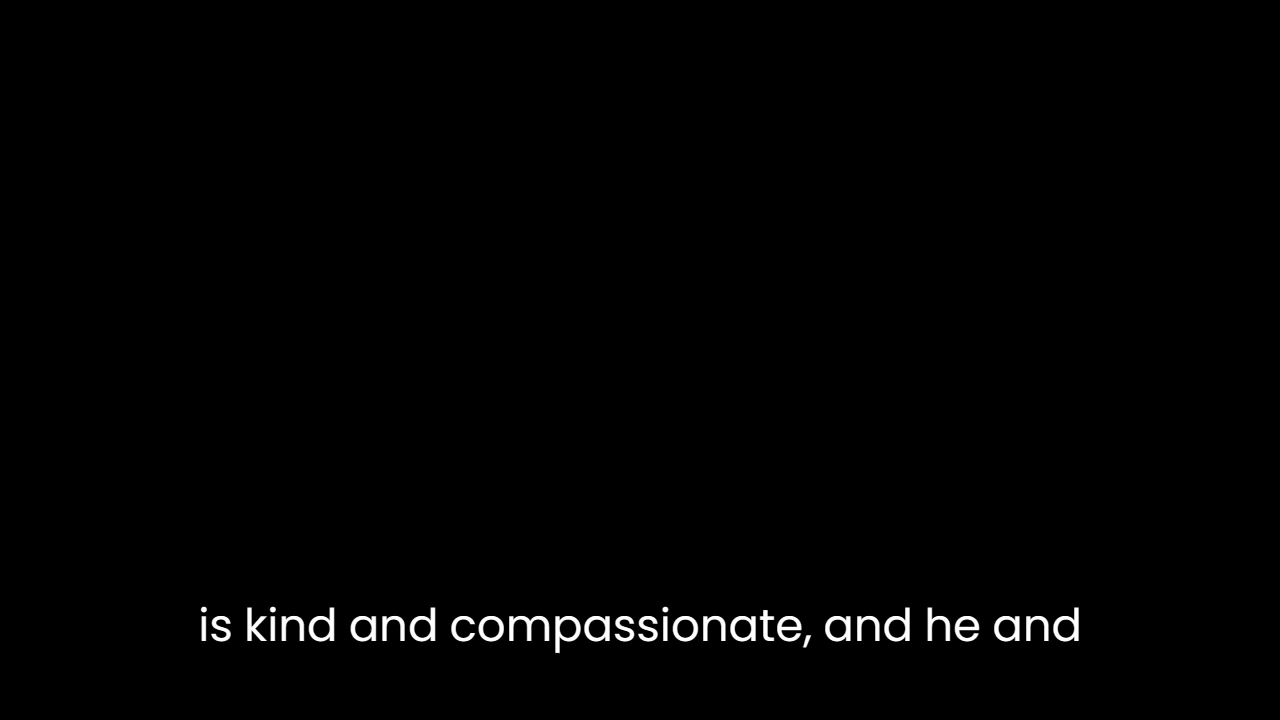 is kind and compassionate, and he and